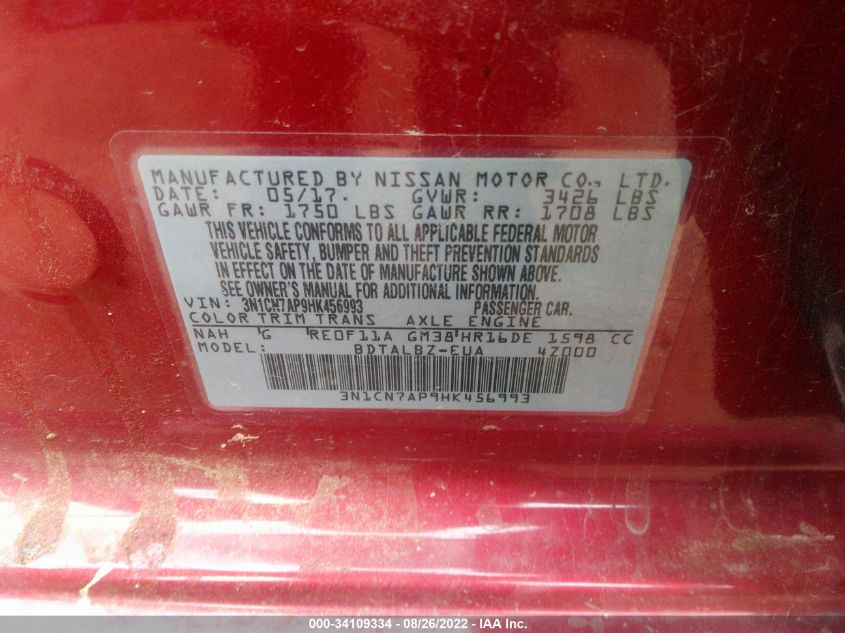 MANUFACTURED BY NISSAN MOTOR CO., LTD.
DATE: 05/17. GVWR: 3426 LBS
GAWR FR: 1750 LBS GAWR RR: 1708 LBS
THIS VEHICLE CONFORMS TO ALL APPLICABLE FEDERAL MOTOR
VEHICLE SAFETY, BUMPER AND THEFT PREVENTION STANDARDS
IN EFFECT ON THE DATE OF MANUFACTURE SHOWN ABOVE.
SEE OWNER'S MANUAL FOR ADDITIONAL INFORMATION.
VIN: 3N1CN7AP9HK456993 PASSENGER CAR.
COLOR TRIM TRANS AXLE ENGINE
NAH G RE0F11A GM38 HR16DE 1598 CC
MODEL: BDTALBZ-EUA 4Z000
3N1CN7AP9HK456993
000-34109334 / 08/26/2022 - IAA Inc.